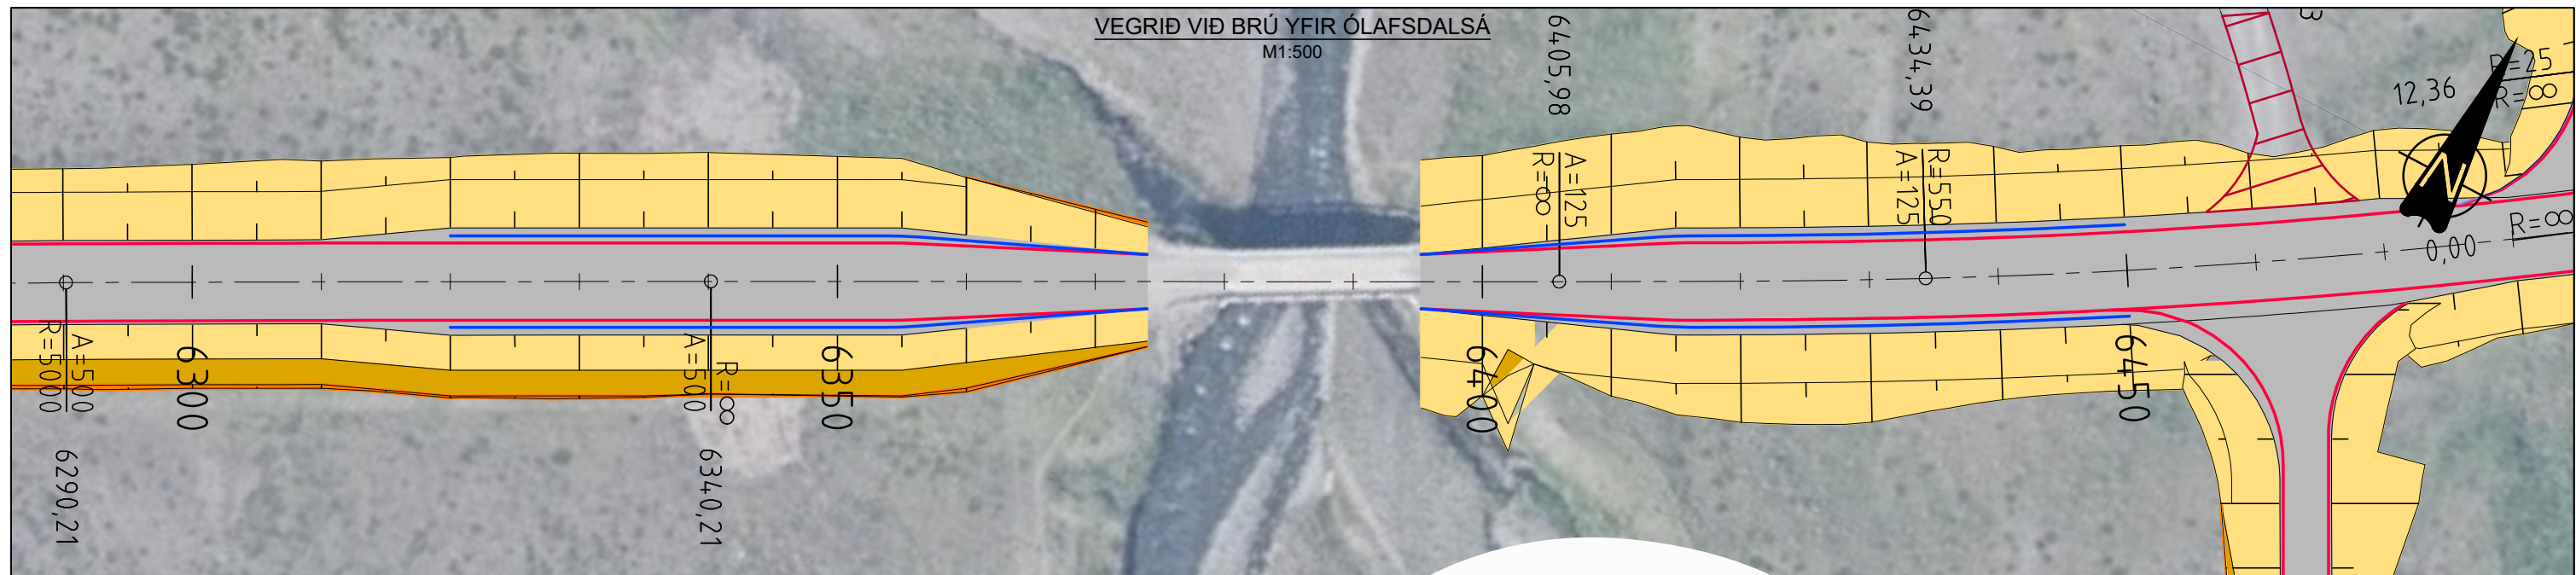 VEGRIÐ VIÐ BRÚ YFIR ÓLAFSDALSÁ
M1:500
6405,98
6434,39
R=25
R=∞
12,36
A=125
R=∞
R=550
A=125
R=∞
0,00
N
A=500
R=5000
6300
R=∞
A=500
6350
6400
6450
6290,21
6340,21